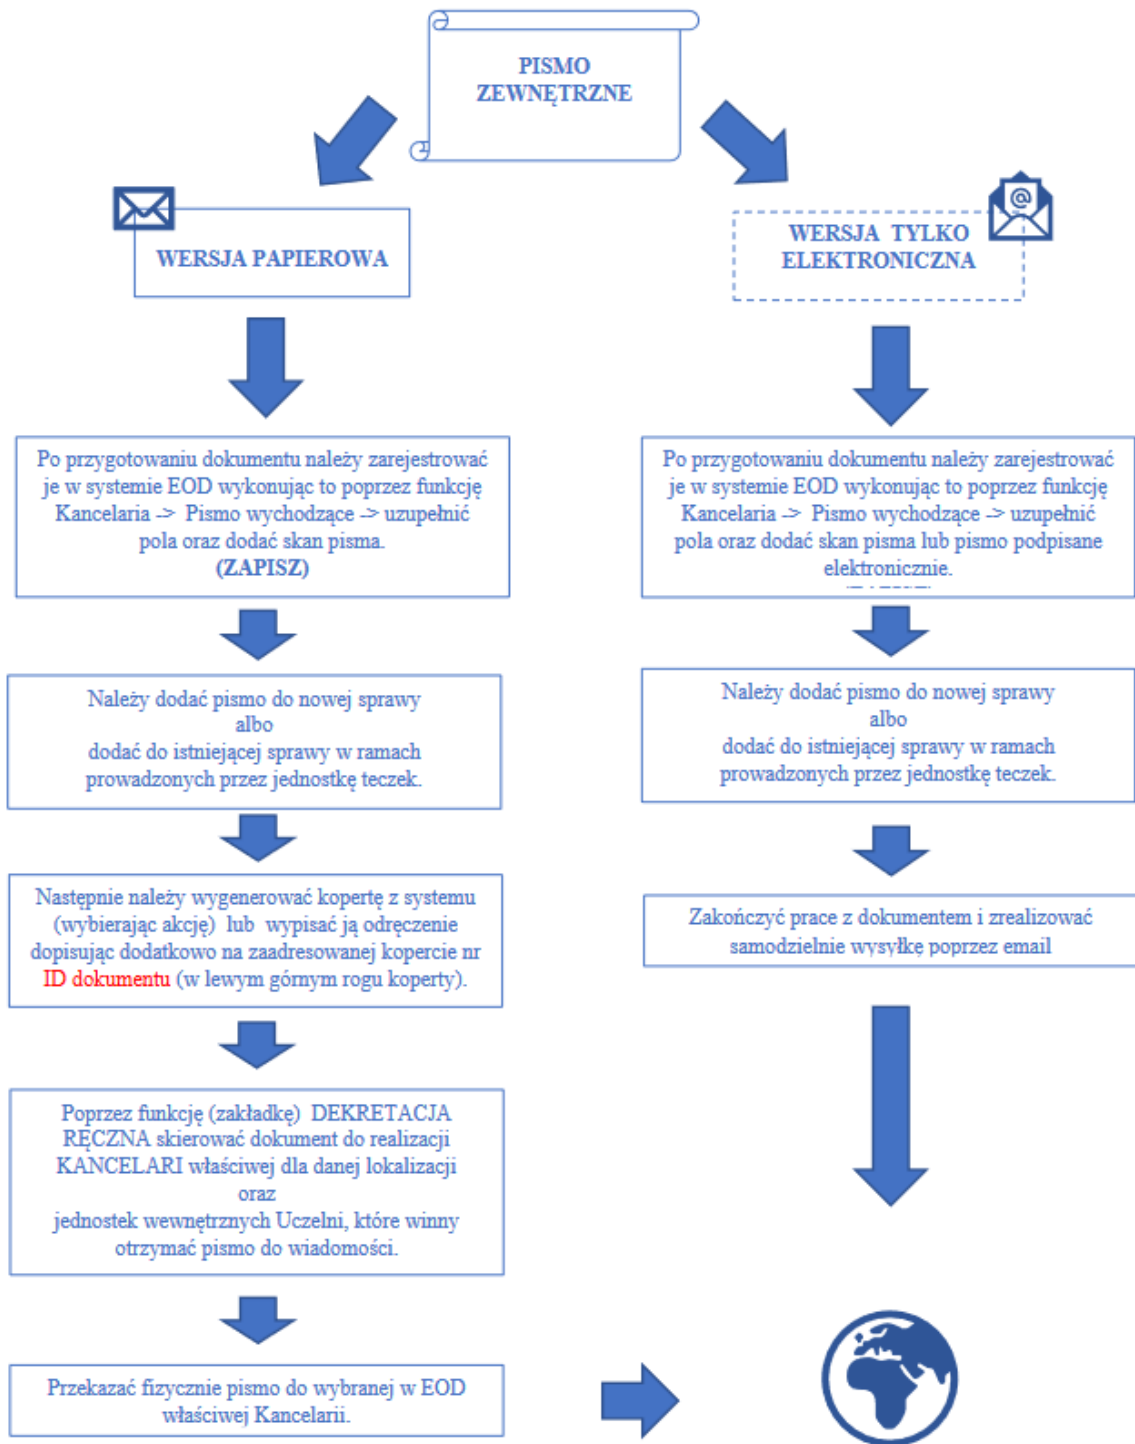 PISMO
ZEWNĘTRZNE
WERSJA PAPIEROWA
Po przygotowaniu dokumentu należy zarejestrować
je w systemie EOD wykonując to poprzez funkcję
Kancelaria -> Pismo wychodzące -> uzupełnić
pola oraz dodać skan pisma.
(ZAPISZ)
Należy dodać pismo do nowej sprawy
albo
dodać do istniejącej sprawy w ramach
prowadzonych przez jednostkę teczek.
Następnie należy wygenerować kopertę z systemu
(wybierając akcję) lub wypisać ją odręczenie
dopisując dodatkowo na zaadresowanej kopercie nr
ID dokumentu (w lewym górnym rogu koperty).
Poprzez funkcję (zakładkę) DEKRETACJA
RĘCZNA skierować dokument do realizacji
KANCELARI właściwej dla danej lokalizacji
oraz
jednostek wewnętrznych Uczelni, które winny
otrzymać pismo do wiadomości.
Przekazać fizycznie pismo do wybranej w EOD
właściwej Kancelarii.
@
WERSJA TYLKO
ELEKTRONICZNA
Po przygotowaniu dokumentu należy zarejestrować
je w systemie EOD wykonując to poprzez funkcję
Kancelaria -> Pismo wychodzące -> uzupełnić
pola oraz dodać skan pisma lub pismo podpisane
elektronicznie.
Należy dodać pismo do nowej sprawy
albo
dodać do istniejącej sprawy w ramach
prowadzonych przez jednostkę teczek.
Zakończyć prace z dokumentem i zrealizować
samodzielnie wysyłkę poprzez email